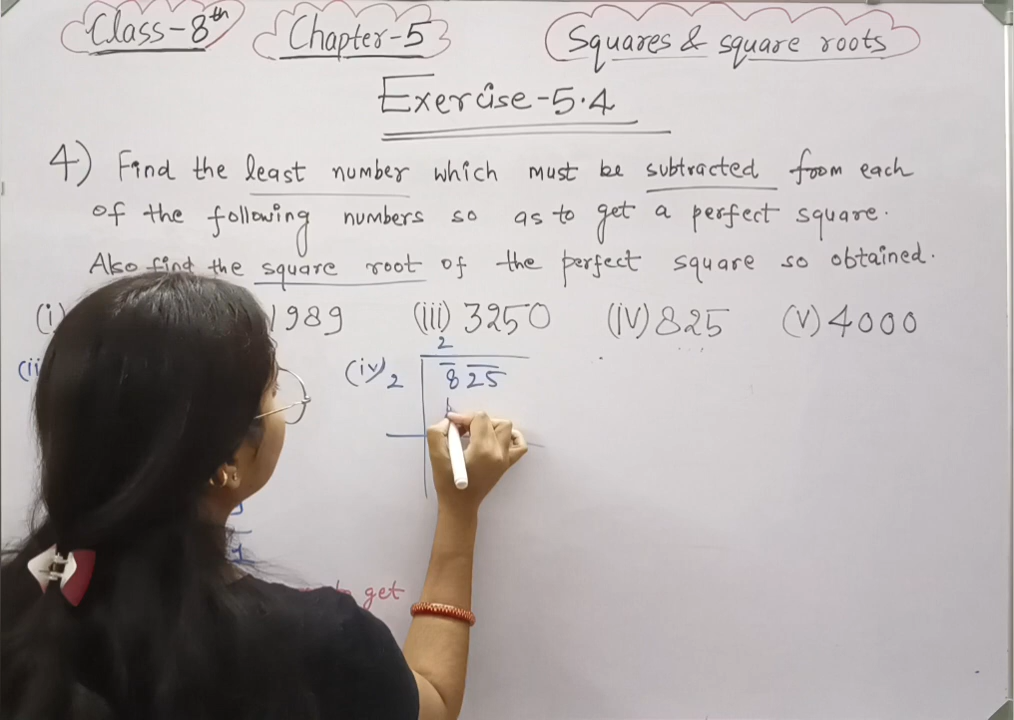 Class-8th Chapter-5 Squares & square roots
Exercise-5.4
4) Find the least number which must be subtracted from each
of the following numbers so as to get a perfect square.
Also find the square root of the perfect square so obtained.
(i) 1989 (iii) 3250 (iv) 825 (v) 4000
2
(ii (iv) 2 8 25
get